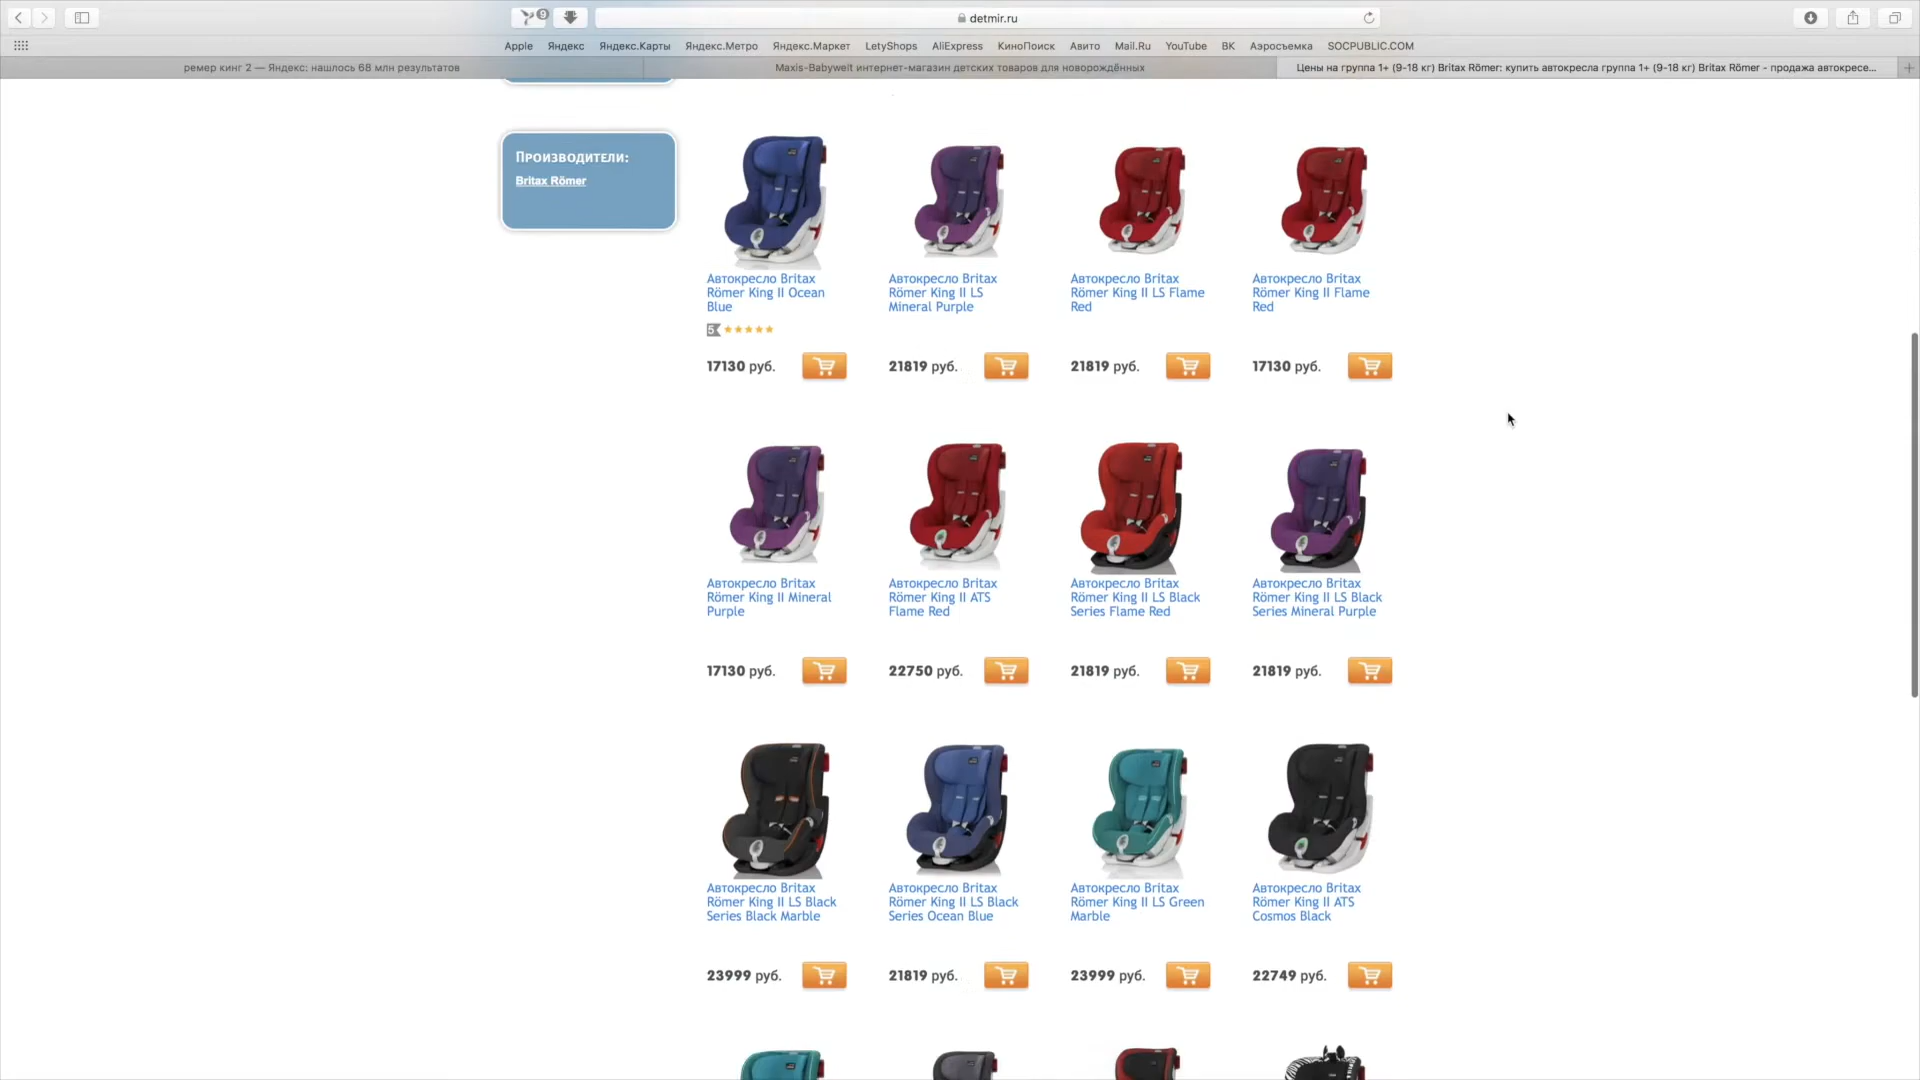 detmir.ru
Apple Яндекс Яндекс.Карты Яндекс.Метро Яндекс.Маркет LetyShops AliExpress КиноПоиск Авито Mail.Ru YouTube ВК Аэросъемка SOCPUBLIC.COM
ремер кинг 2 — Яндекс: нашлось 68 млн результатов
Maxis-Babywelt интернет-магазин детских товаров для новорождённых
Цены на группа 1+ (9-18 кг) Britax Römer: купить автокресла группа 1+ (9-18 кг) Britax Römer - продажа автокресе...
Производители:
Britax Römer
Автокресло Britax
Römer King II Ocean
Blue
5
17130 руб.
Автокресло Britax
Römer King II LS
Mineral Purple
21819 руб.
Автокресло Britax
Römer King II LS Flame
Red
21819 руб.
Автокресло Britax
Römer King II Flame
Red
17130 руб.
Автокресло Britax
Römer King II Mineral
Purple
17130 руб.
Автокресло Britax
Römer King II ATS
Flame Red
22750 руб.
Автокресло Britax
Römer King II LS Black
Series Flame Red
21819 руб.
Автокресло Britax
Römer King II LS Black
Series Mineral Purple
21819 руб.
Автокресло Britax
Römer King II LS Black
Series Black Marble
23999 руб.
Автокресло Britax
Römer King II LS Black
Series Ocean Blue
21819 руб.
Автокресло Britax
Römer King II LS Green
Marble
23999 руб.
Автокресло Britax
Römer King II ATS
Cosmos Black
22749 руб.